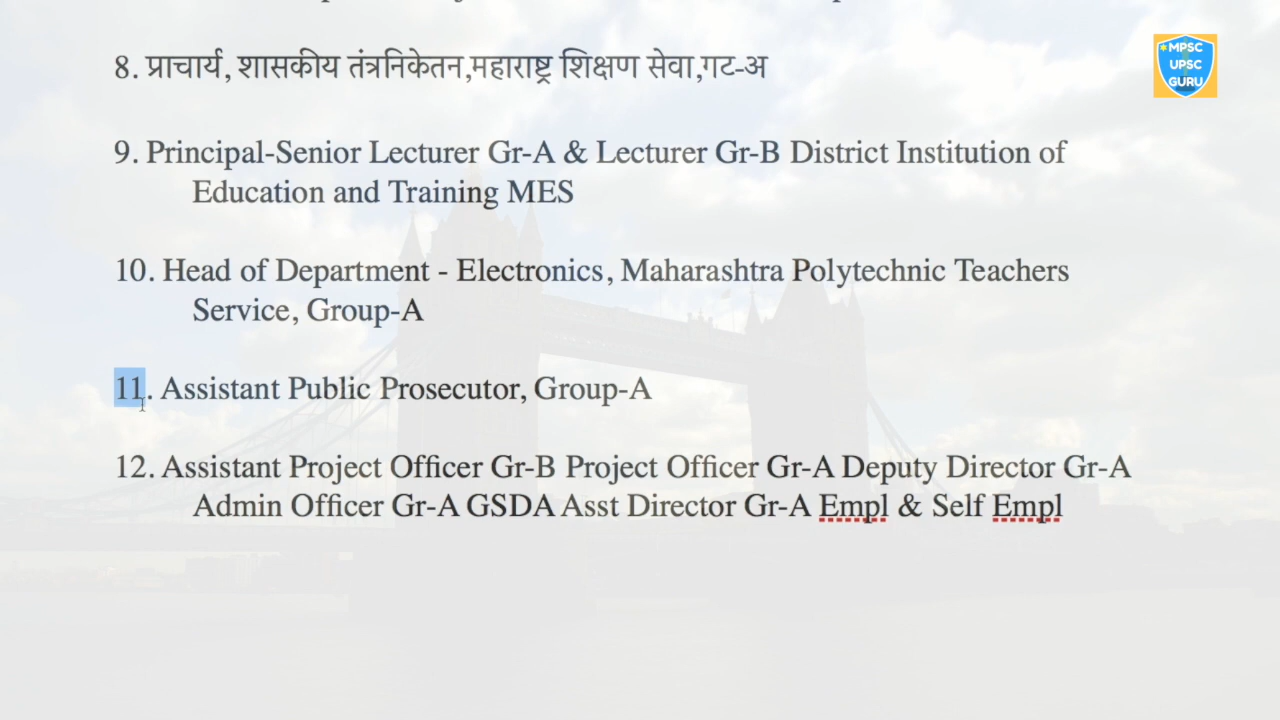 8. प्राचार्य, शासकीय तंत्रनिकेतन,महाराष्ट्र शिक्षण सेवा,गट-अ
MPSC
UPSC
GURU
9. Principal-Senior Lecturer Gr-A & Lecturer Gr-B District Institution of
Education and Training MES
10. Head of Department - Electronics, Maharashtra Polytechnic Teachers
Service, Group-A
11. Assistant Public Prosecutor, Group-A
12. Assistant Project Officer Gr-B Project Officer Gr-A Deputy Director Gr-A
Admin Officer Gr-A GSDA Asst Director Gr-A Empl & Self Empl